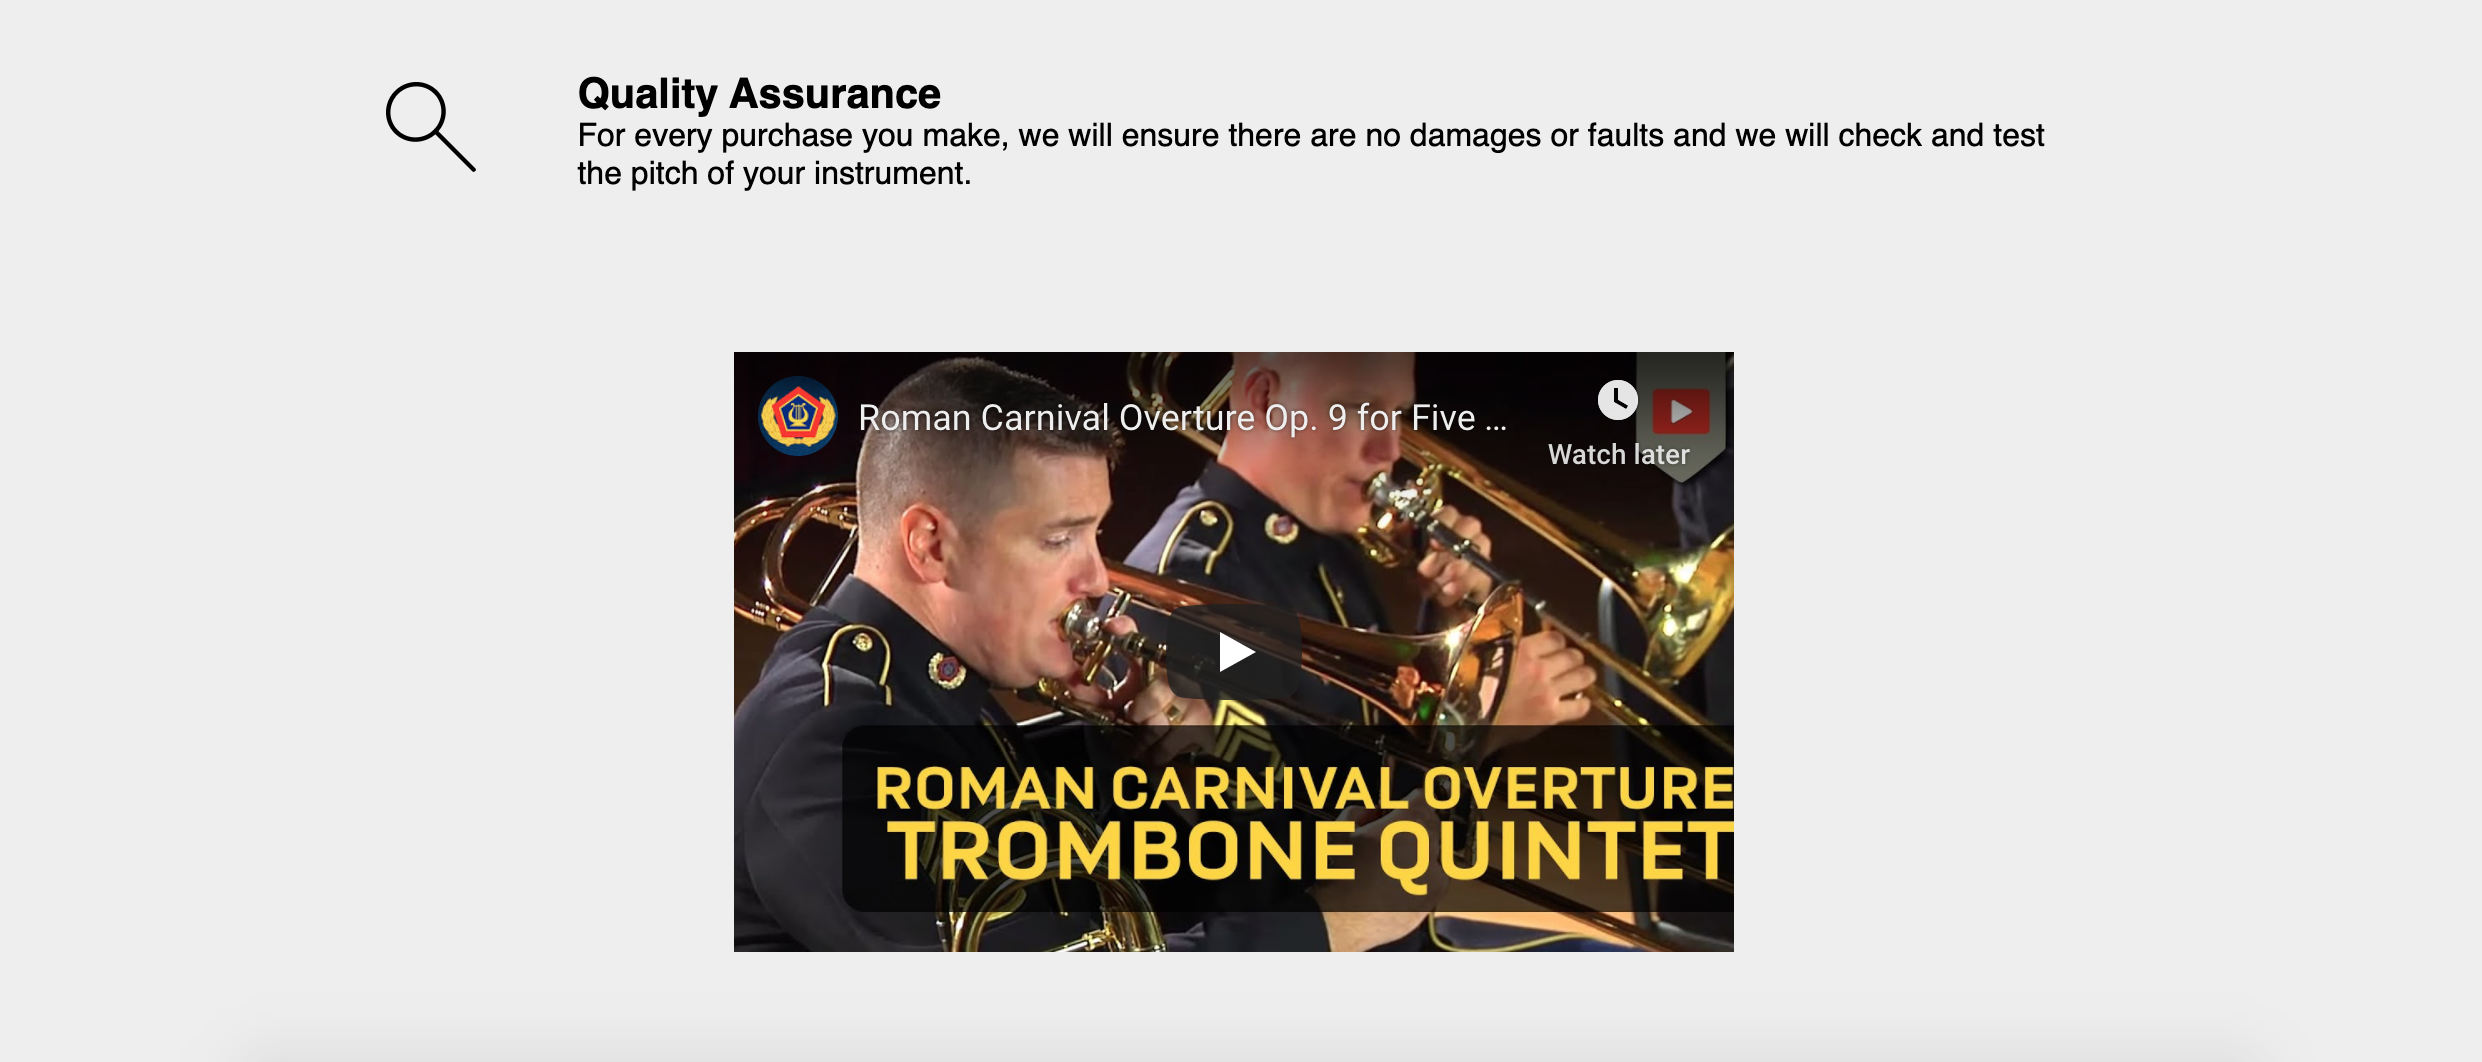 Quality Assurance
For every purchase you make, we will ensure there are no damages or faults and we will check and test
the pitch of your instrument.
Roman Carnival Overture Op. 9 for Five ...
Watch later
ROMAN CARNIVAL OVERTURE
TROMBONE QUINTET